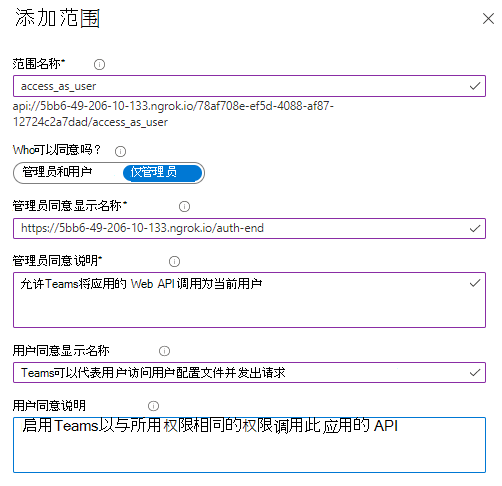 添加范围
范围名称*
access_as_user
api://5bb6-49-206-10-133.ngrok.io/78af708e-ef5d-4088-af87-
12724c2a7dad/access_as_user
Who可以同意吗？
管理员和用户 仅管理员
管理员同意显示名称*
https://5bb6-49-206-10-133.ngrok.io/auth-end
管理员同意说明*
允许Teams将应用的 Web API 调用为当前用户
用户同意显示名称
Teams可以代表用户访问用户配置文件并发出请求
用户同意说明
启用Teams以与所用权限相同的权限调用此应用的 API